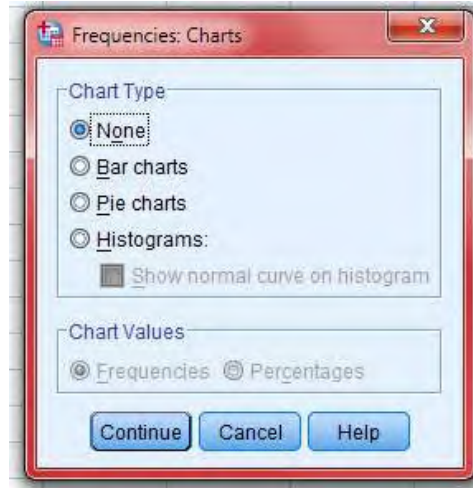 Frequencies: Charts
Chart Type
None
Bar charts
Pie charts
Histograms:
Show normal curve on histogram
Chart Values
Frequencies Percentages
Continue Cancel Help